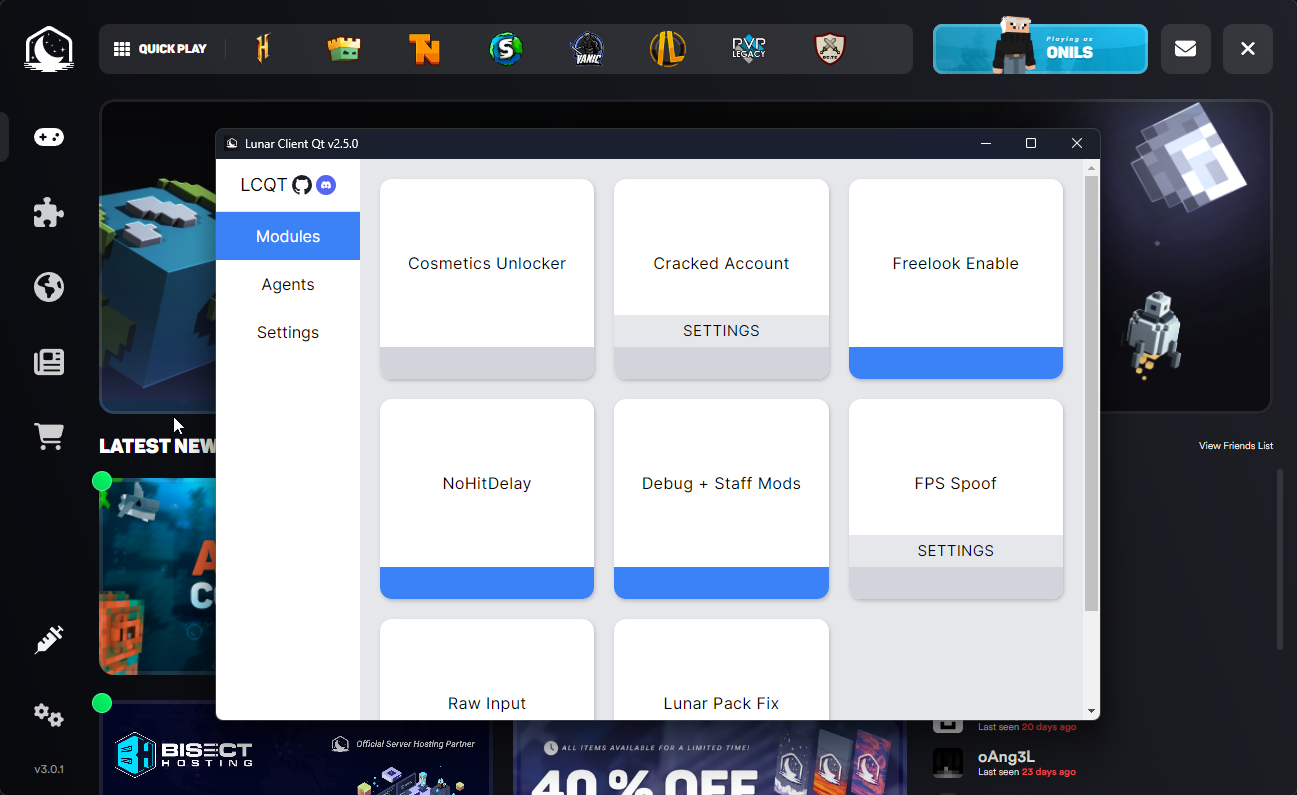 QUICK PLAY
YANIC
PVP
LEGACY
Playing as
ONILS
Lunar Client Qt v2.5.0
LCQT
Modules
Agents
Settings
Cosmetics Unlocker
Cracked Account
SETTINGS
Freelook Enable
NoHitDelay
Debug + Staff Mods
FPS Spoof
SETTINGS
Raw Input
Lunar Pack Fix
LATEST NEW
View Friends List
A
C
BISECT
HOSTING
Official Server Hosting Partner
ALL ITEMS AVAILABLE FOR A LIMITED TIME!
40% OFF
Last seen 20 days ago
oAng3L
Last seen 23 days ago
v3.0.1